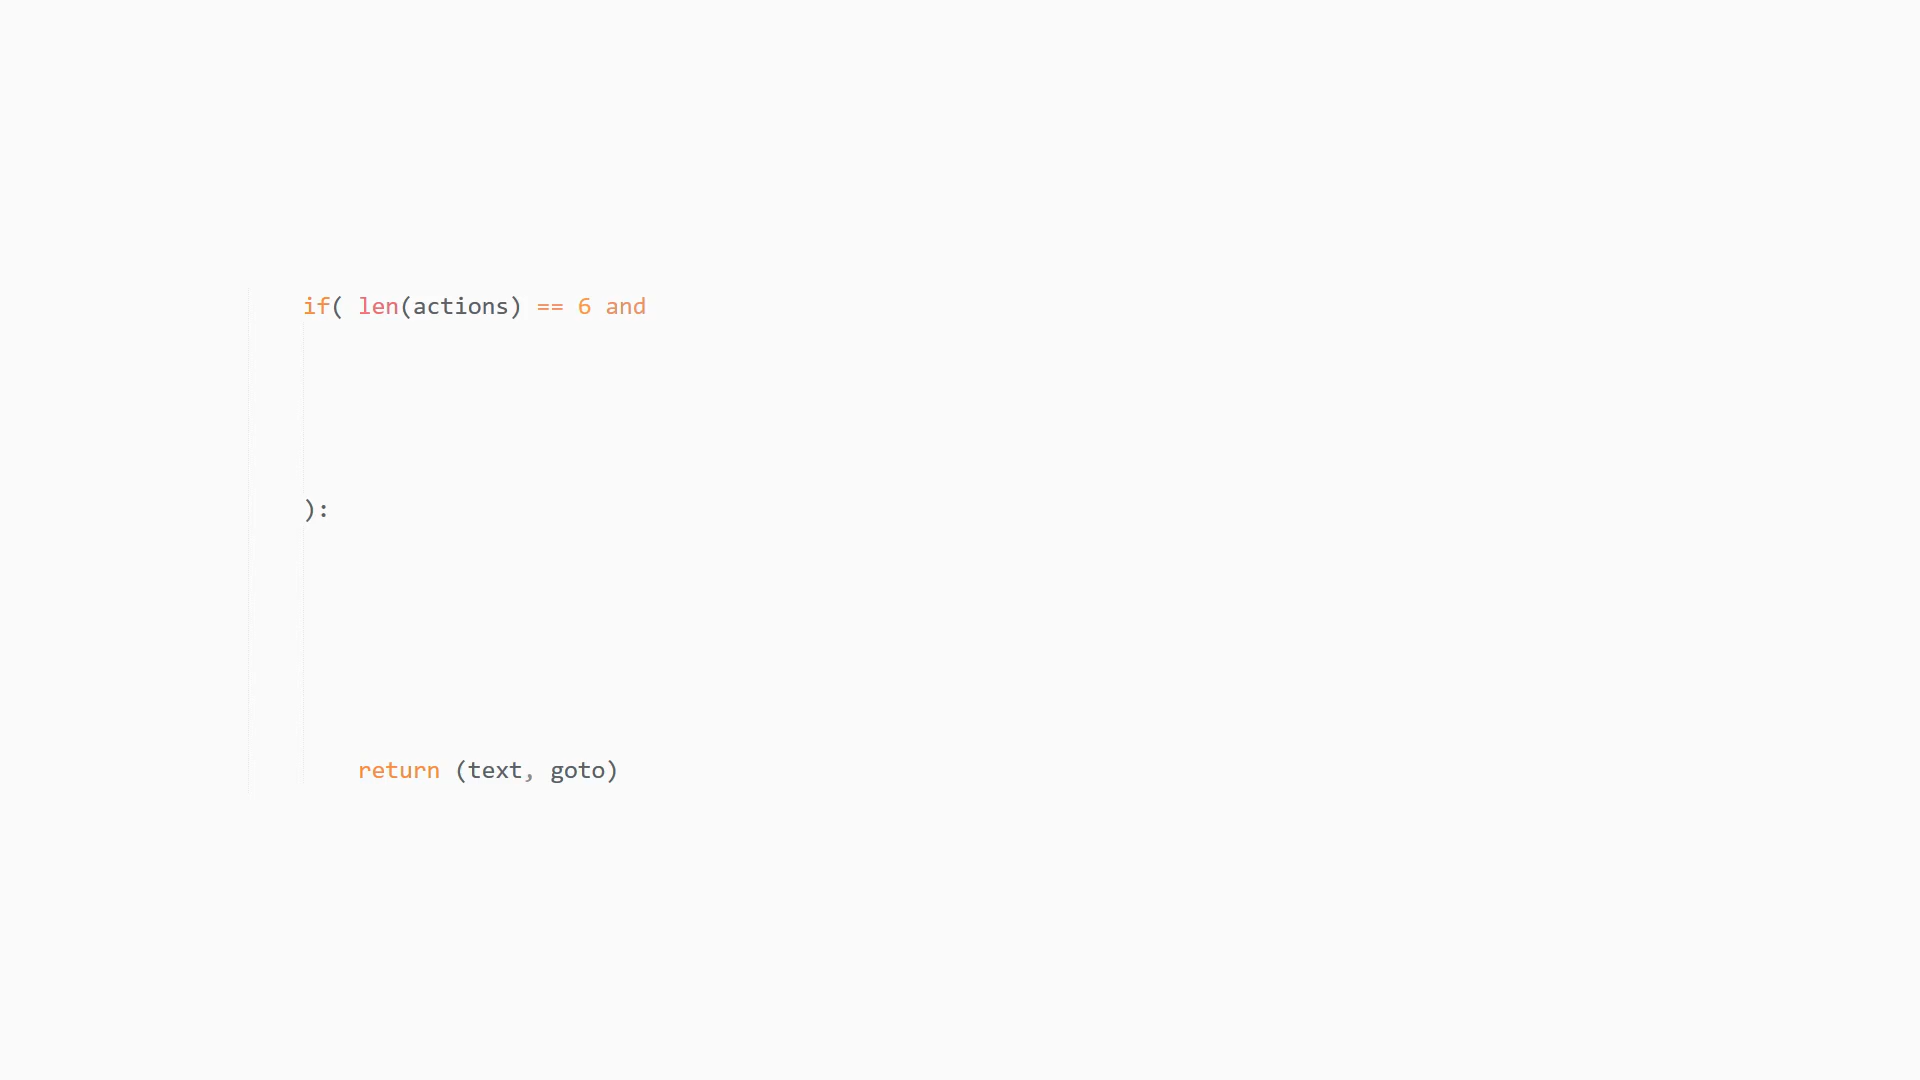 if( len(actions) == 6 and
):
return (text, goto)